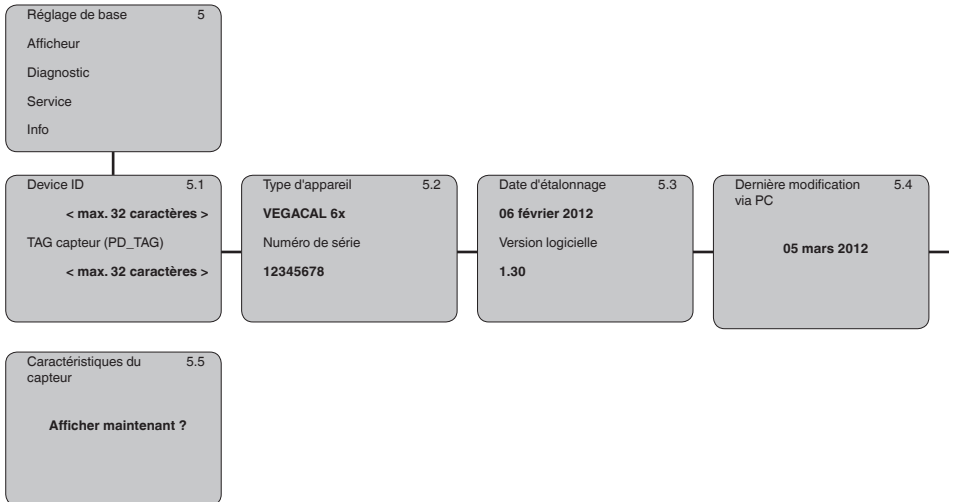 Réglage de base 5
Afficheur
Diagnostic
Service
Info
Device ID 5.1
< max. 32 caractères >
TAG capteur (PD_TAG)
< max. 32 caractères >
Type d'appareil 5.2
VEGACAL 6x
Numéro de série
12345678
Date d'étalonnage 5.3
06 février 2012
Version logicielle
1.30
Dernière modification 5.4
via PC
05 mars 2012
Caractéristiques du 5.5
capteur
Afficher maintenant ?